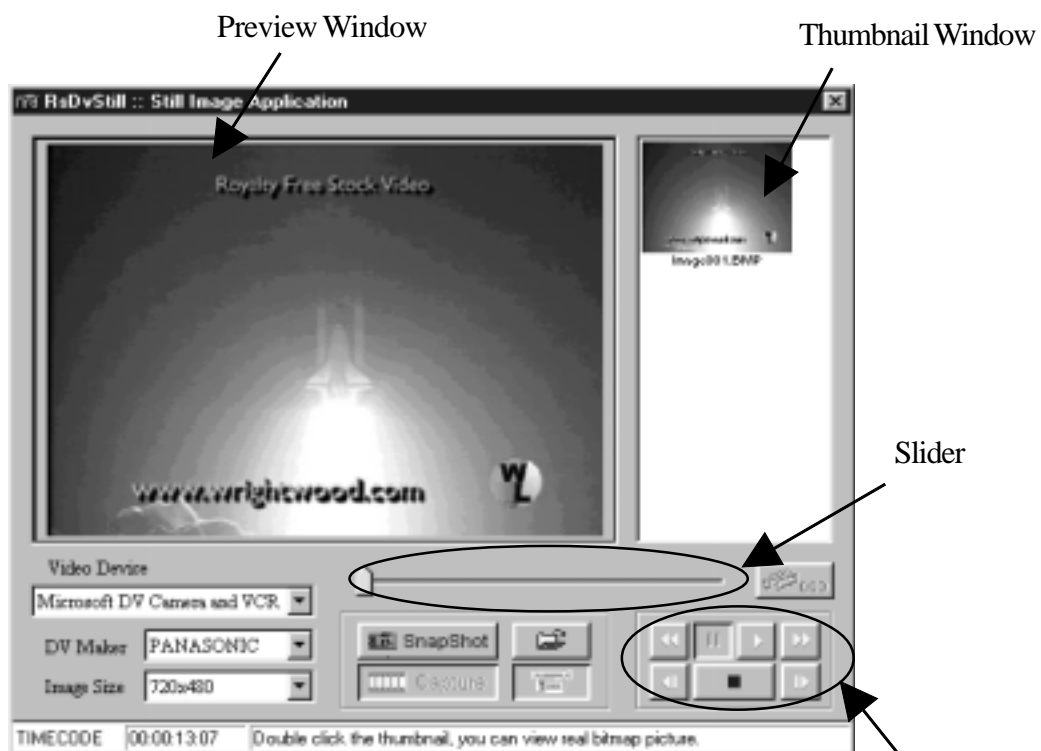 Preview Window
Thumbnail Window
RsDvStill :: Still Image Application
Royalty Free Stock Video
Image001.BMP
www.wrightwood.com
WL
Slider
Video Device
Microsoft DV Camera and VCR
DV Maker
PANASONIC
SnapShot
Image Size
720x480
Capture
TIMECODE
00:00:13:07
Double click the thumbnail, you can view real bitmap picture.